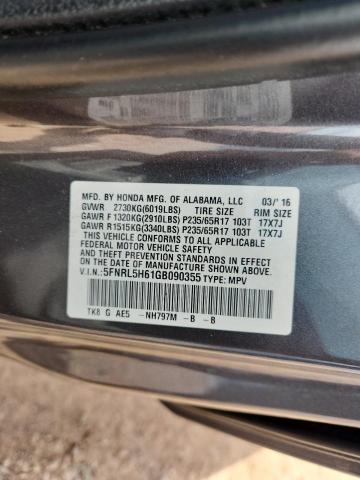 MFD. BY HONDA MFG. OF ALABAMA, LLC 03/'16
GVWR 2730KG(6019LBS) TIRE SIZE RIM SIZE
GAWR F 1320KG(2910LBS) P235/65R17 103T 17X7J
GAWR R1515KG(3340LBS) P235/65R17 103T 17X7J
THIS VEHICLE CONFORMS TO ALL APPLICABLE
FEDERAL MOTOR VEHICLE SAFETY, BUMPER,
AND THEFT PREVENTION STANDARDS IN EFFECT
ON THE DATE OF MANUFACTURE SHOWN ABOVE.
V.I.N.:5FNRL5H61GB090355 TYPE: MPV
TK8 G AE5 -NH797M -B -B